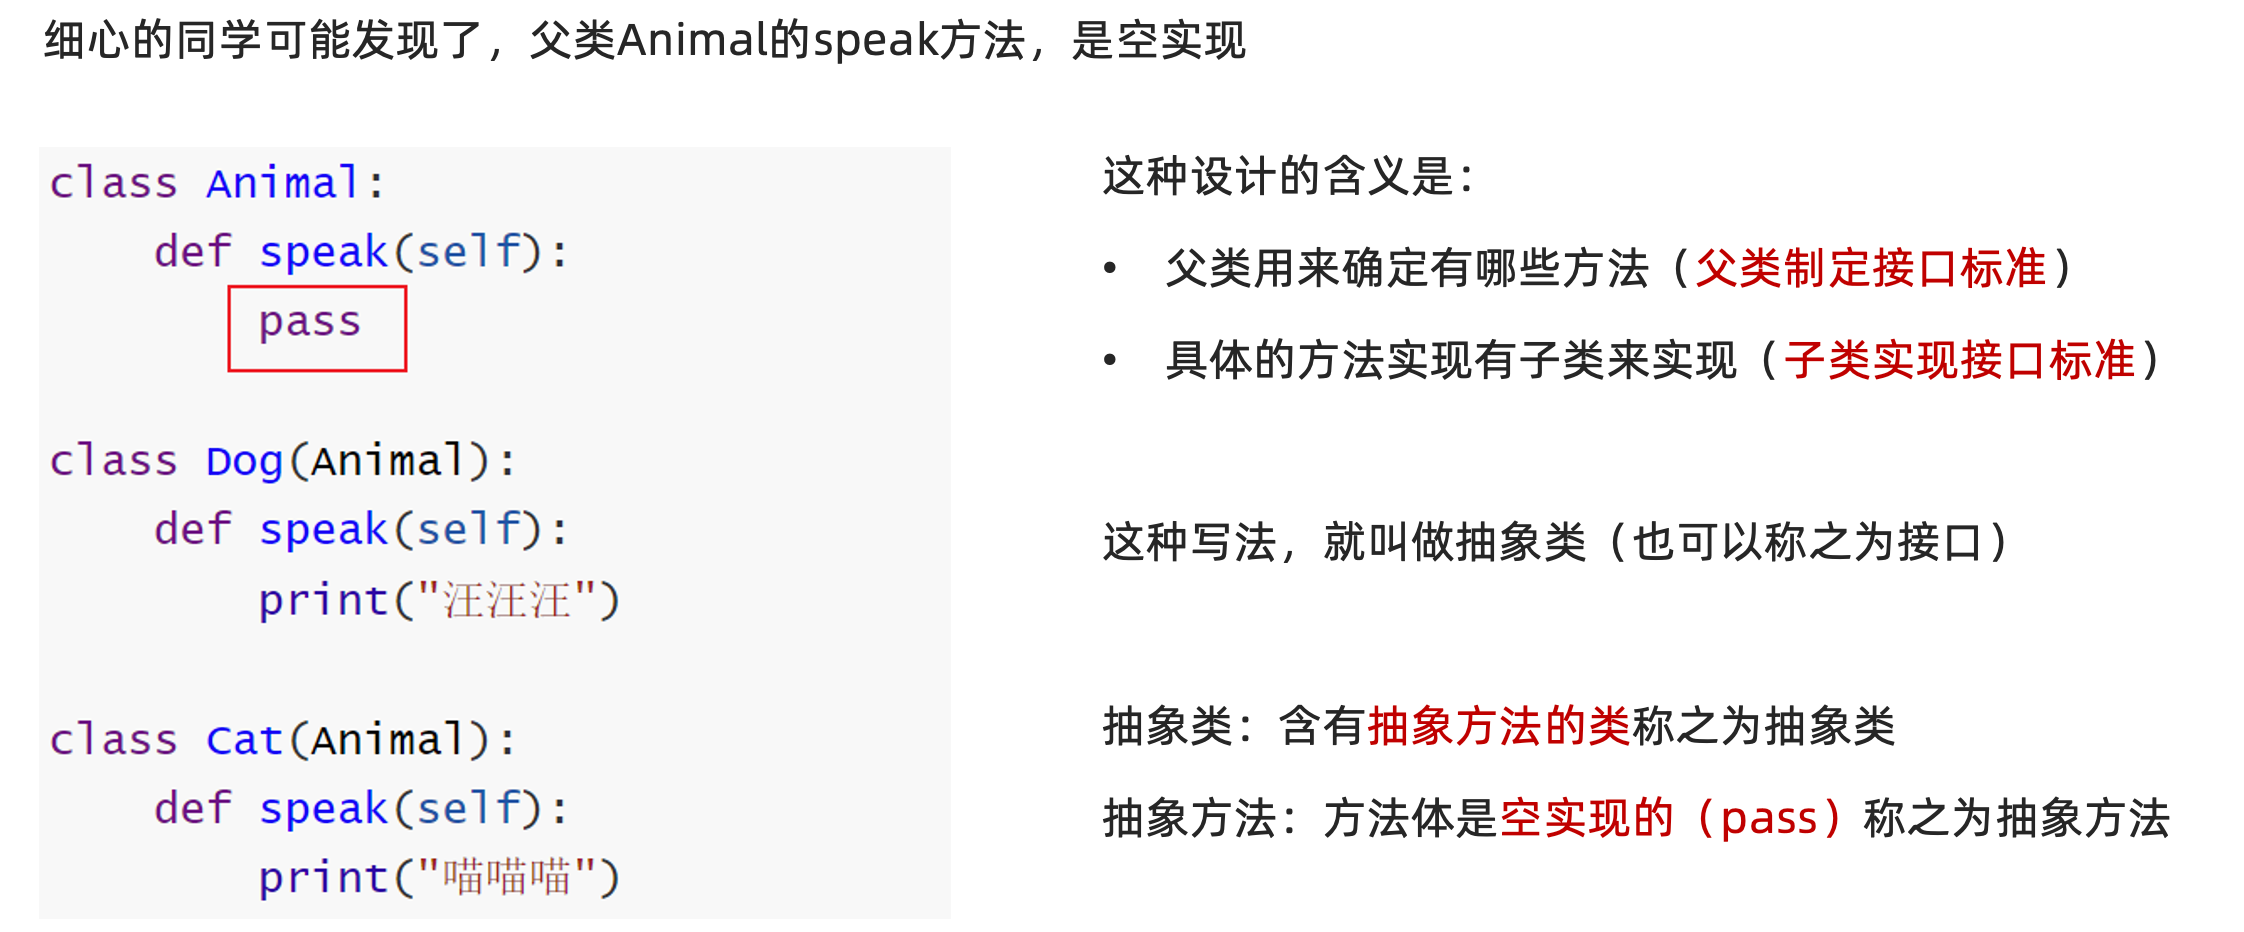 细心的同学可能发现了，父类Animal的speak方法，是空实现
class Animal:
    def speak(self):
        pass
class Dog(Animal):
    def speak(self):
        print("汪汪汪")
class Cat(Animal):
    def speak(self):
        print("喵喵喵")
这种设计的含义是：
• 父类用来确定有哪些方法（父类制定接口标准）
• 具体的方法实现有子类来实现（子类实现接口标准）
这种写法，就叫做抽象类（也可以称之为接口）
抽象类：含有抽象方法的类称之为抽象类
抽象方法：方法体是空实现的（pass）称之为抽象方法